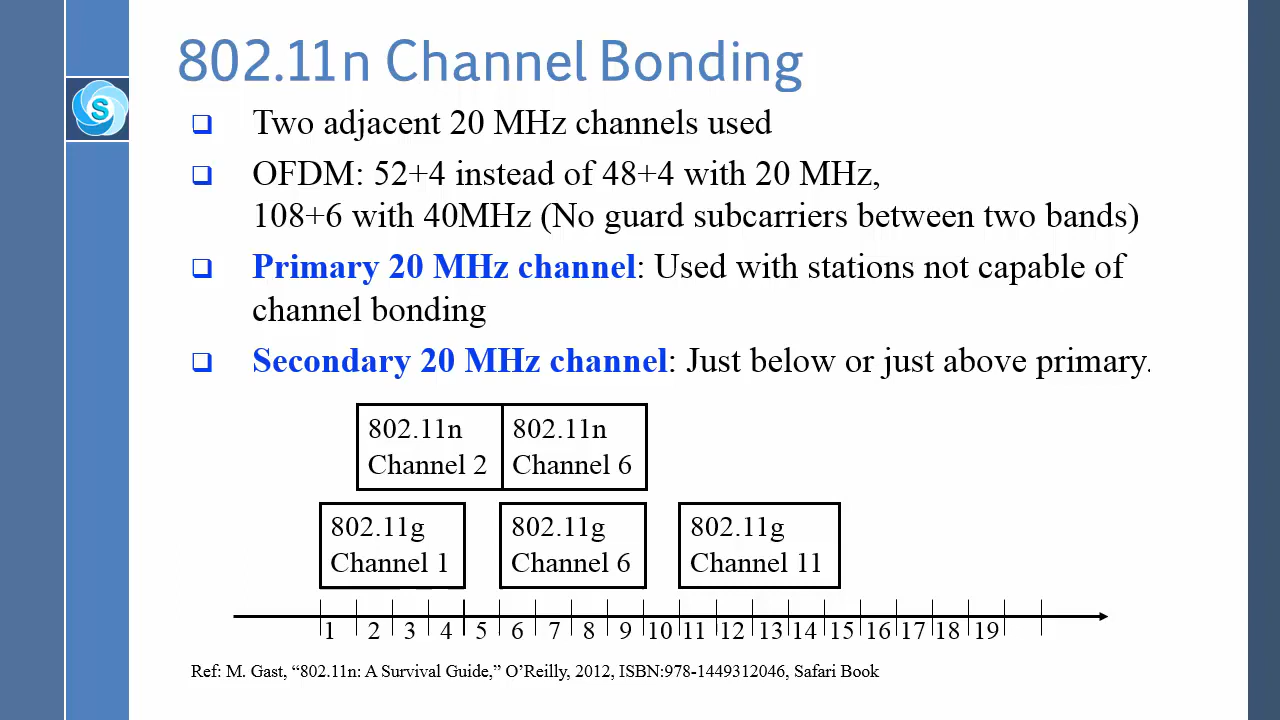 802.11n Channel Bonding
S
❑ Two adjacent 20 MHz channels used
❑ OFDM: 52+4 instead of 48+4 with 20 MHz,
108+6 with 40MHz (No guard subcarriers between two bands)
❑ Primary 20 MHz channel: Used with stations not capable of
channel bonding
❑ Secondary 20 MHz channel: Just below or just above primary.
802.11n 802.11n
Channel 2 Channel 6
802.11g 802.11g 802.11g
Channel 1 Channel 6 Channel 11
1 2 3 4 5 6 7 8 9 10 11 12 13 14 15 16 17 18 19
Ref: M. Gast, “802.11n: A Survival Guide,” O’Reilly, 2012, ISBN:978-1449312046, Safari Book